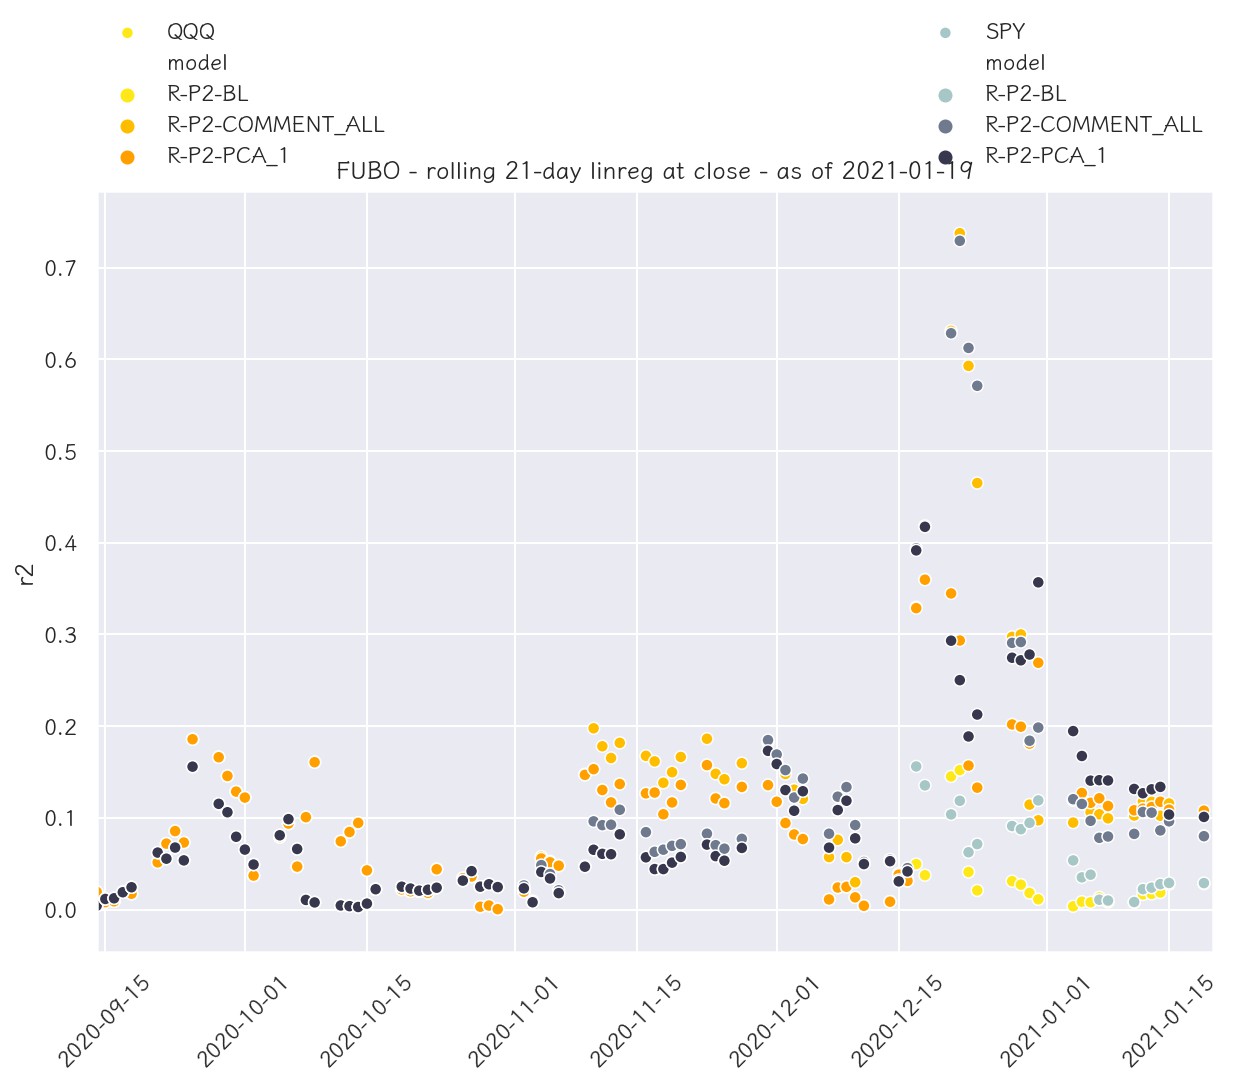 QQQ
model
R-P2-BL
R-P2-COMMENT_ALL
R-P2-PCA_1
SPY
model
R-P2-BL
R-P2-COMMENT_ALL
R-P2-PCA_1
FUBO - rolling 21-day linreg at close - as of 2021-01-19
0.7
0.6
0.5
0.4
0.3
0.2
0.1
0.0
r2
2020-09-15
2020-10-01
2020-10-15
2020-11-01
2020-11-15
2020-12-01
2020-12-15
2021-01-01
2021-01-15